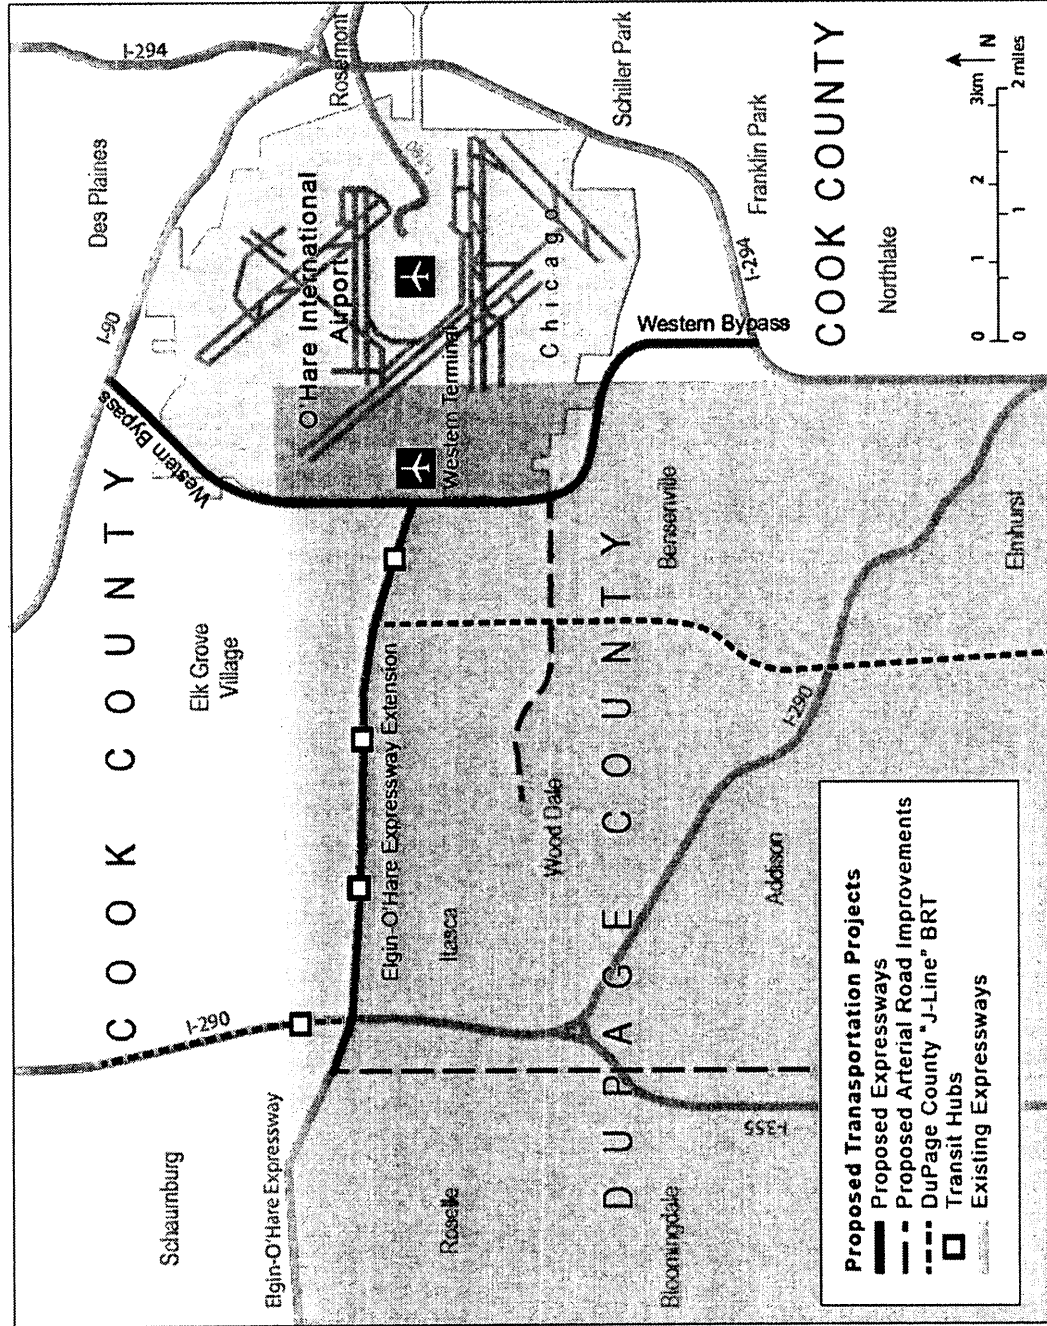 COOK COUNTY
Schaumburg
I-290
Elk Grove
Village
I-90
Des Plaines
I-294
Western Bypass
Elgin-O'Hare Expressway
O'Hare International
Airport
Rosemont
Elgin-O'Hare Expressway Extension
Western Terminal
Roselle
Itasca
Wood Dale
Chicago
DUPAGE COUNTY
Schiller Park
Bloomingdale
Bensenville
Western Bypass
I-355
Addison
I-290
I-294
Franklin Park
COOK COUNTY
Northlake
Elmhurst
Proposed Tranasportation Projects
Proposed Expressways
Proposed Arterial Road Improvements
DuPage County "J-Line" BRT
Transit Hubs
Existing Expressways
0 1 2 3km
0 1 2 miles
N